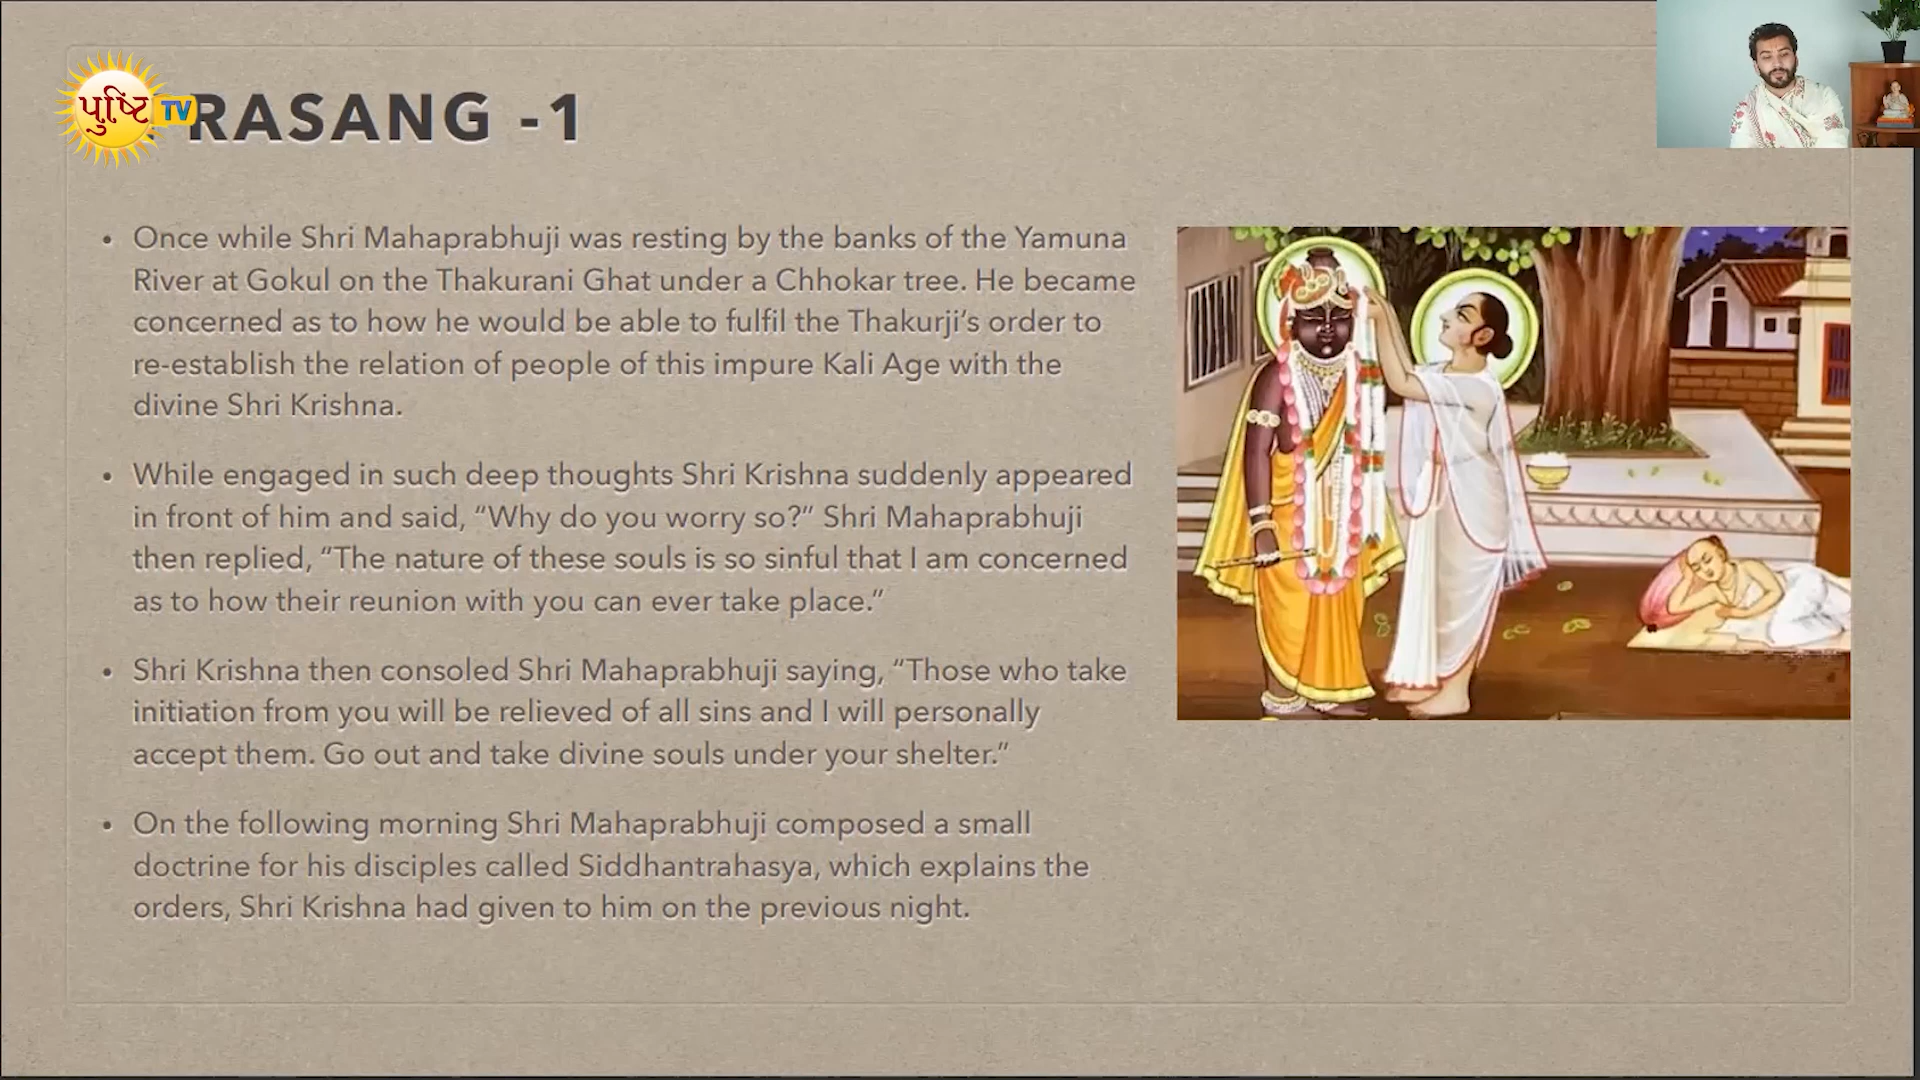 પુષ્ટિ TV
RASANG -1
• Once while Shri Mahaprabhuji was resting by the banks of the Yamuna
River at Gokul on the Thakurani Ghat under a Chhokar tree. He became
concerned as to how he would be able to fulfil the Thakurji’s order to
re-establish the relation of people of this impure Kali Age with the
divine Shri Krishna.
• While engaged in such deep thoughts Shri Krishna suddenly appeared
in front of him and said, “Why do you worry so?” Shri Mahaprabhuji
then replied, “The nature of these souls is so sinful that I am concerned
as to how their reunion with you can ever take place.”
• Shri Krishna then consoled Shri Mahaprabhuji saying, “Those who take
initiation from you will be relieved of all sins and I will personally
accept them. Go out and take divine souls under your shelter.”
• On the following morning Shri Mahaprabhuji composed a small
doctrine for his disciples called Siddhantrahasya, which explains the
orders, Shri Krishna had given to him on the previous night.